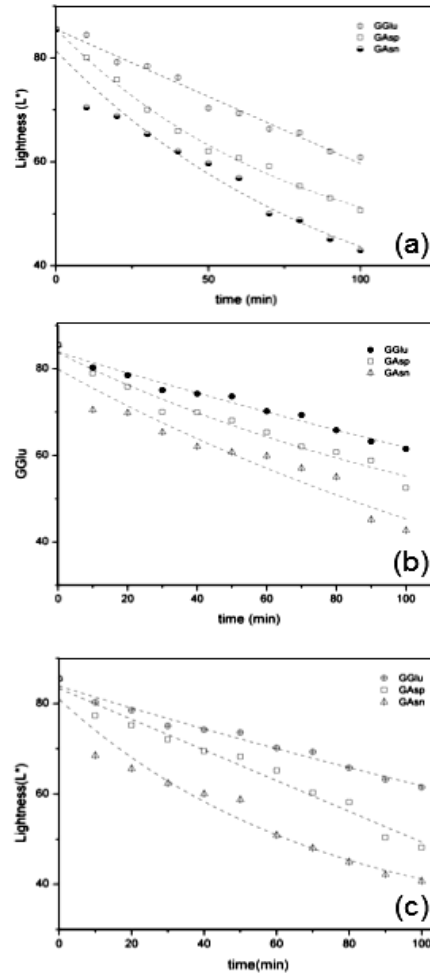 80
60
40
Lightness (L*)
GGlu
GAsp
GAsn
(a)
0
50
100
time (min)
80
60
40
GGlu
GGlu
GAsp
GAsn
(b)
0
20
40
60
80
100
time (min)
80
60
40
Lightness(L*)
GGlu
GAsp
GAsn
(c)
0
20
40
60
80
100
time(min)